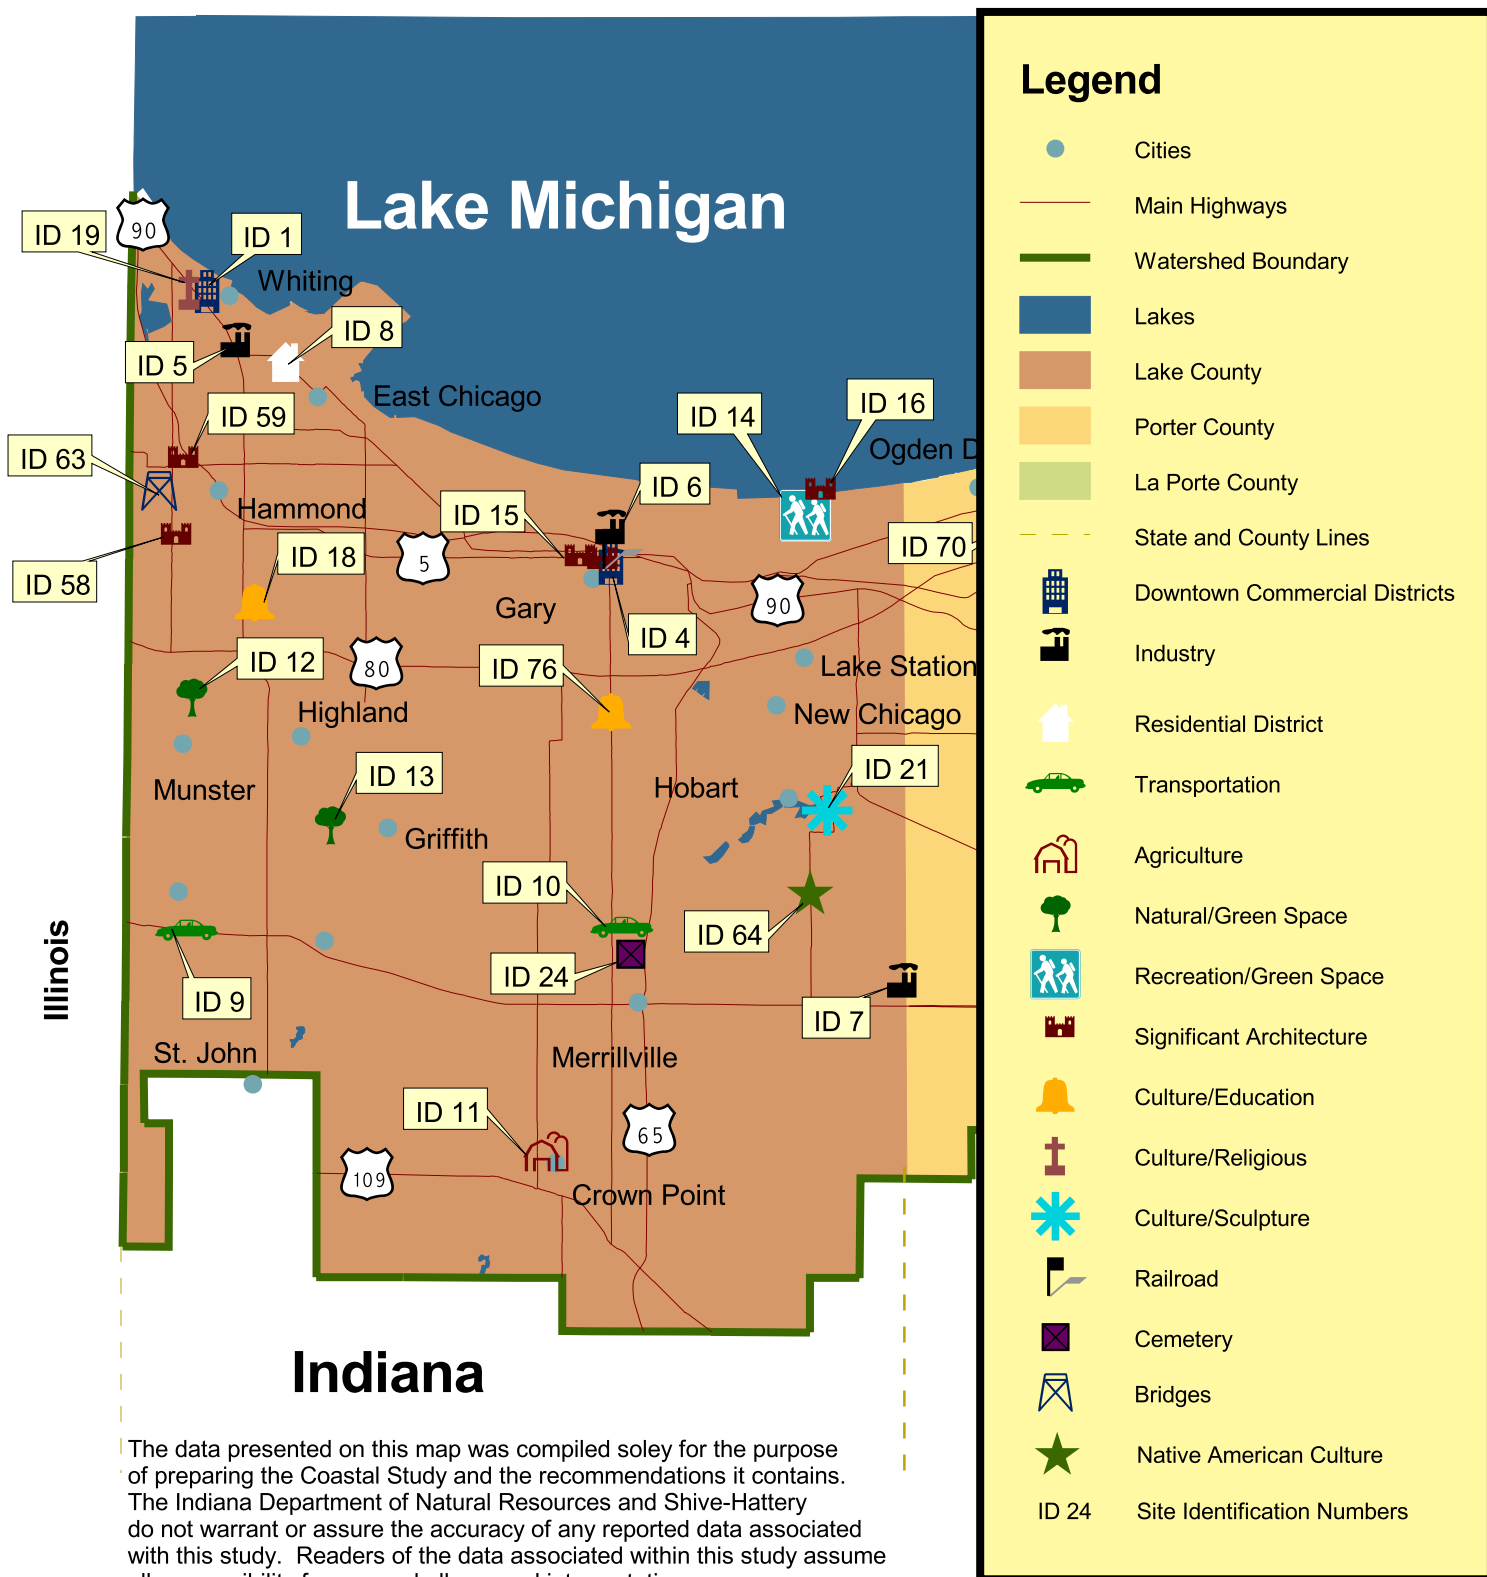 Lake Michigan
90
ID 19
ID 1
Whiting
ID 8
ID 5
East Chicago
ID 59
ID 14
ID 16
Ogden D
ID 63
ID 6
ID 15
Hammond
ID 18
5
ID 70
ID 58
90
Gary
ID 4
ID 12
80
ID 76
Lake Station
Highland
New Chicago
ID 13
ID 21
Munster
Hobart
Griffith
ID 10
ID 64
ID 24
ID 9
ID 7
Illinois
St. John
Merrillville
ID 11
65
109
Crown Point
Indiana
The data presented on this map was compiled soley for the purpose
of preparing the Coastal Study and the recommendations it contains.
The Indiana Department of Natural Resources and Shive-Hattery
do not warrant or assure the accuracy of any reported data associated
with this study.  Readers of the data associated within this study assume
Legend
Cities
Main Highways
Watershed Boundary
Lakes
Lake County
Porter County
La Porte County
State and County Lines
Downtown Commercial Districts
Industry
Residential District
Transportation
Agriculture
Natural/Green Space
Recreation/Green Space
Significant Architecture
Culture/Education
Culture/Religious
Culture/Sculpture
Railroad
Cemetery
Bridges
Native American Culture
ID 24 Site Identification Numbers